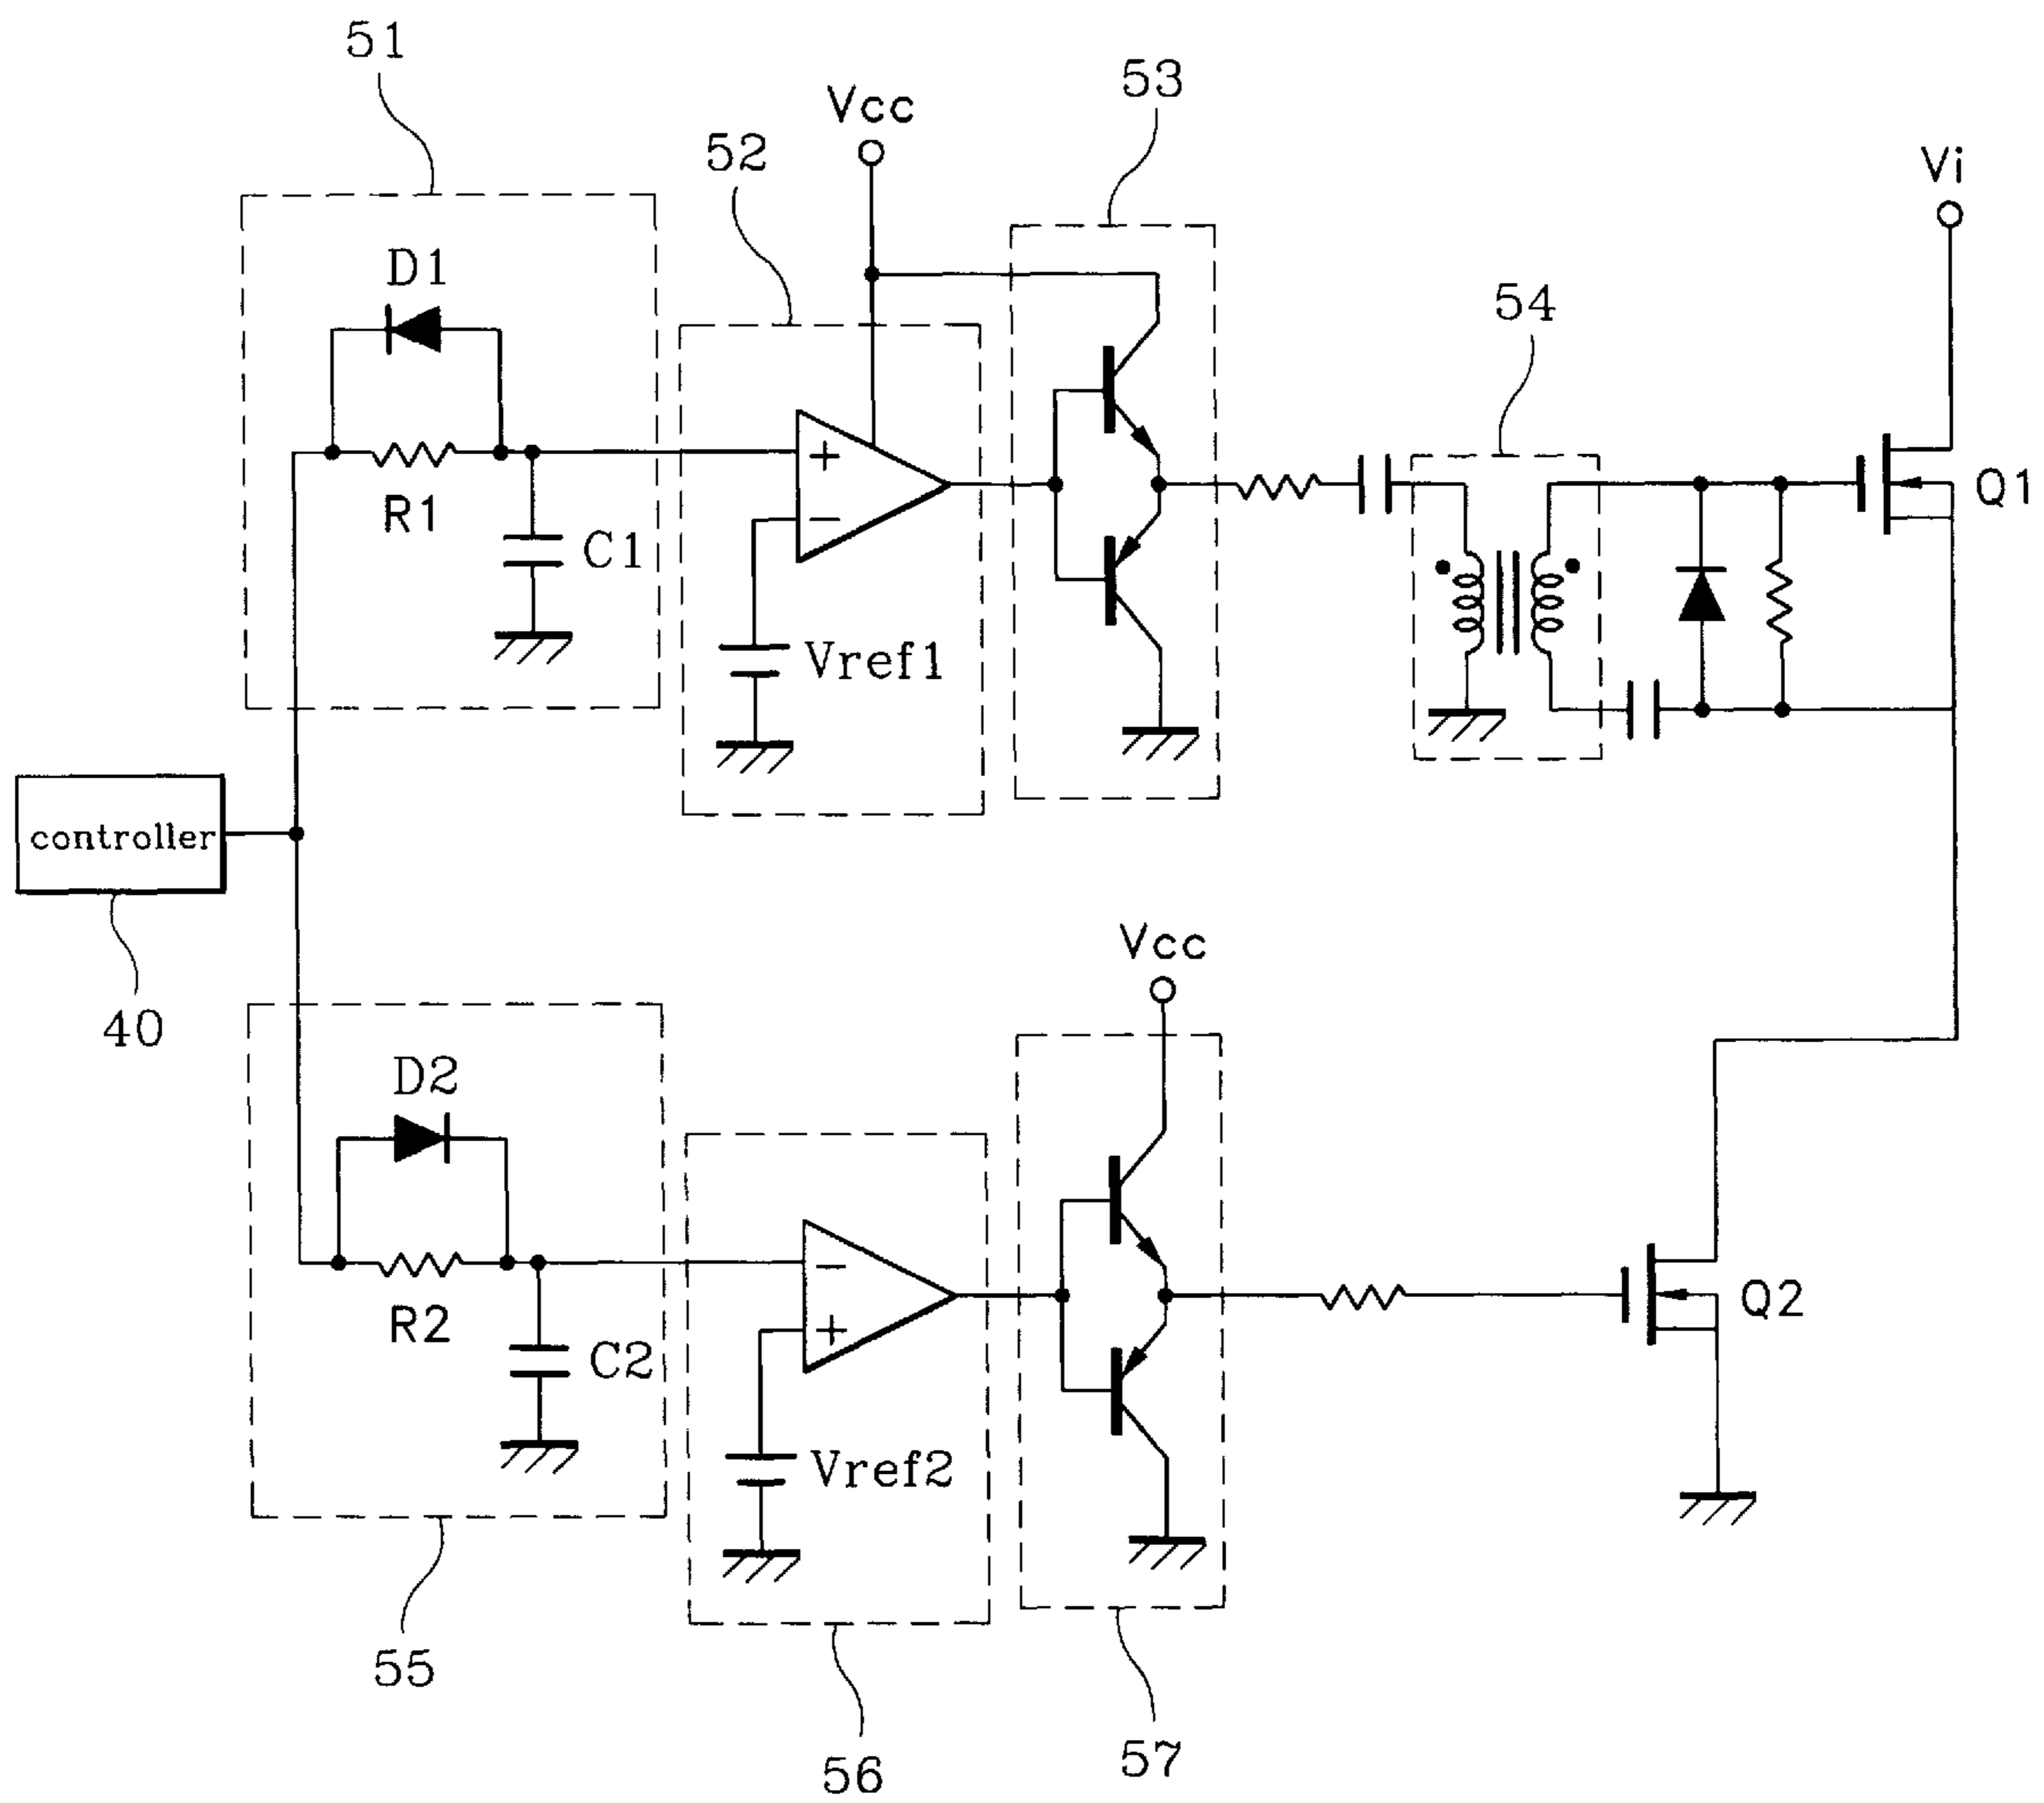 51
53
Vcc
52
Vi
D1
54
+
R1
Q1
−
C1
Vref1
controller
Vcc
40
D2
−
Q2
R2
+
C2
Vref2
55
56
57